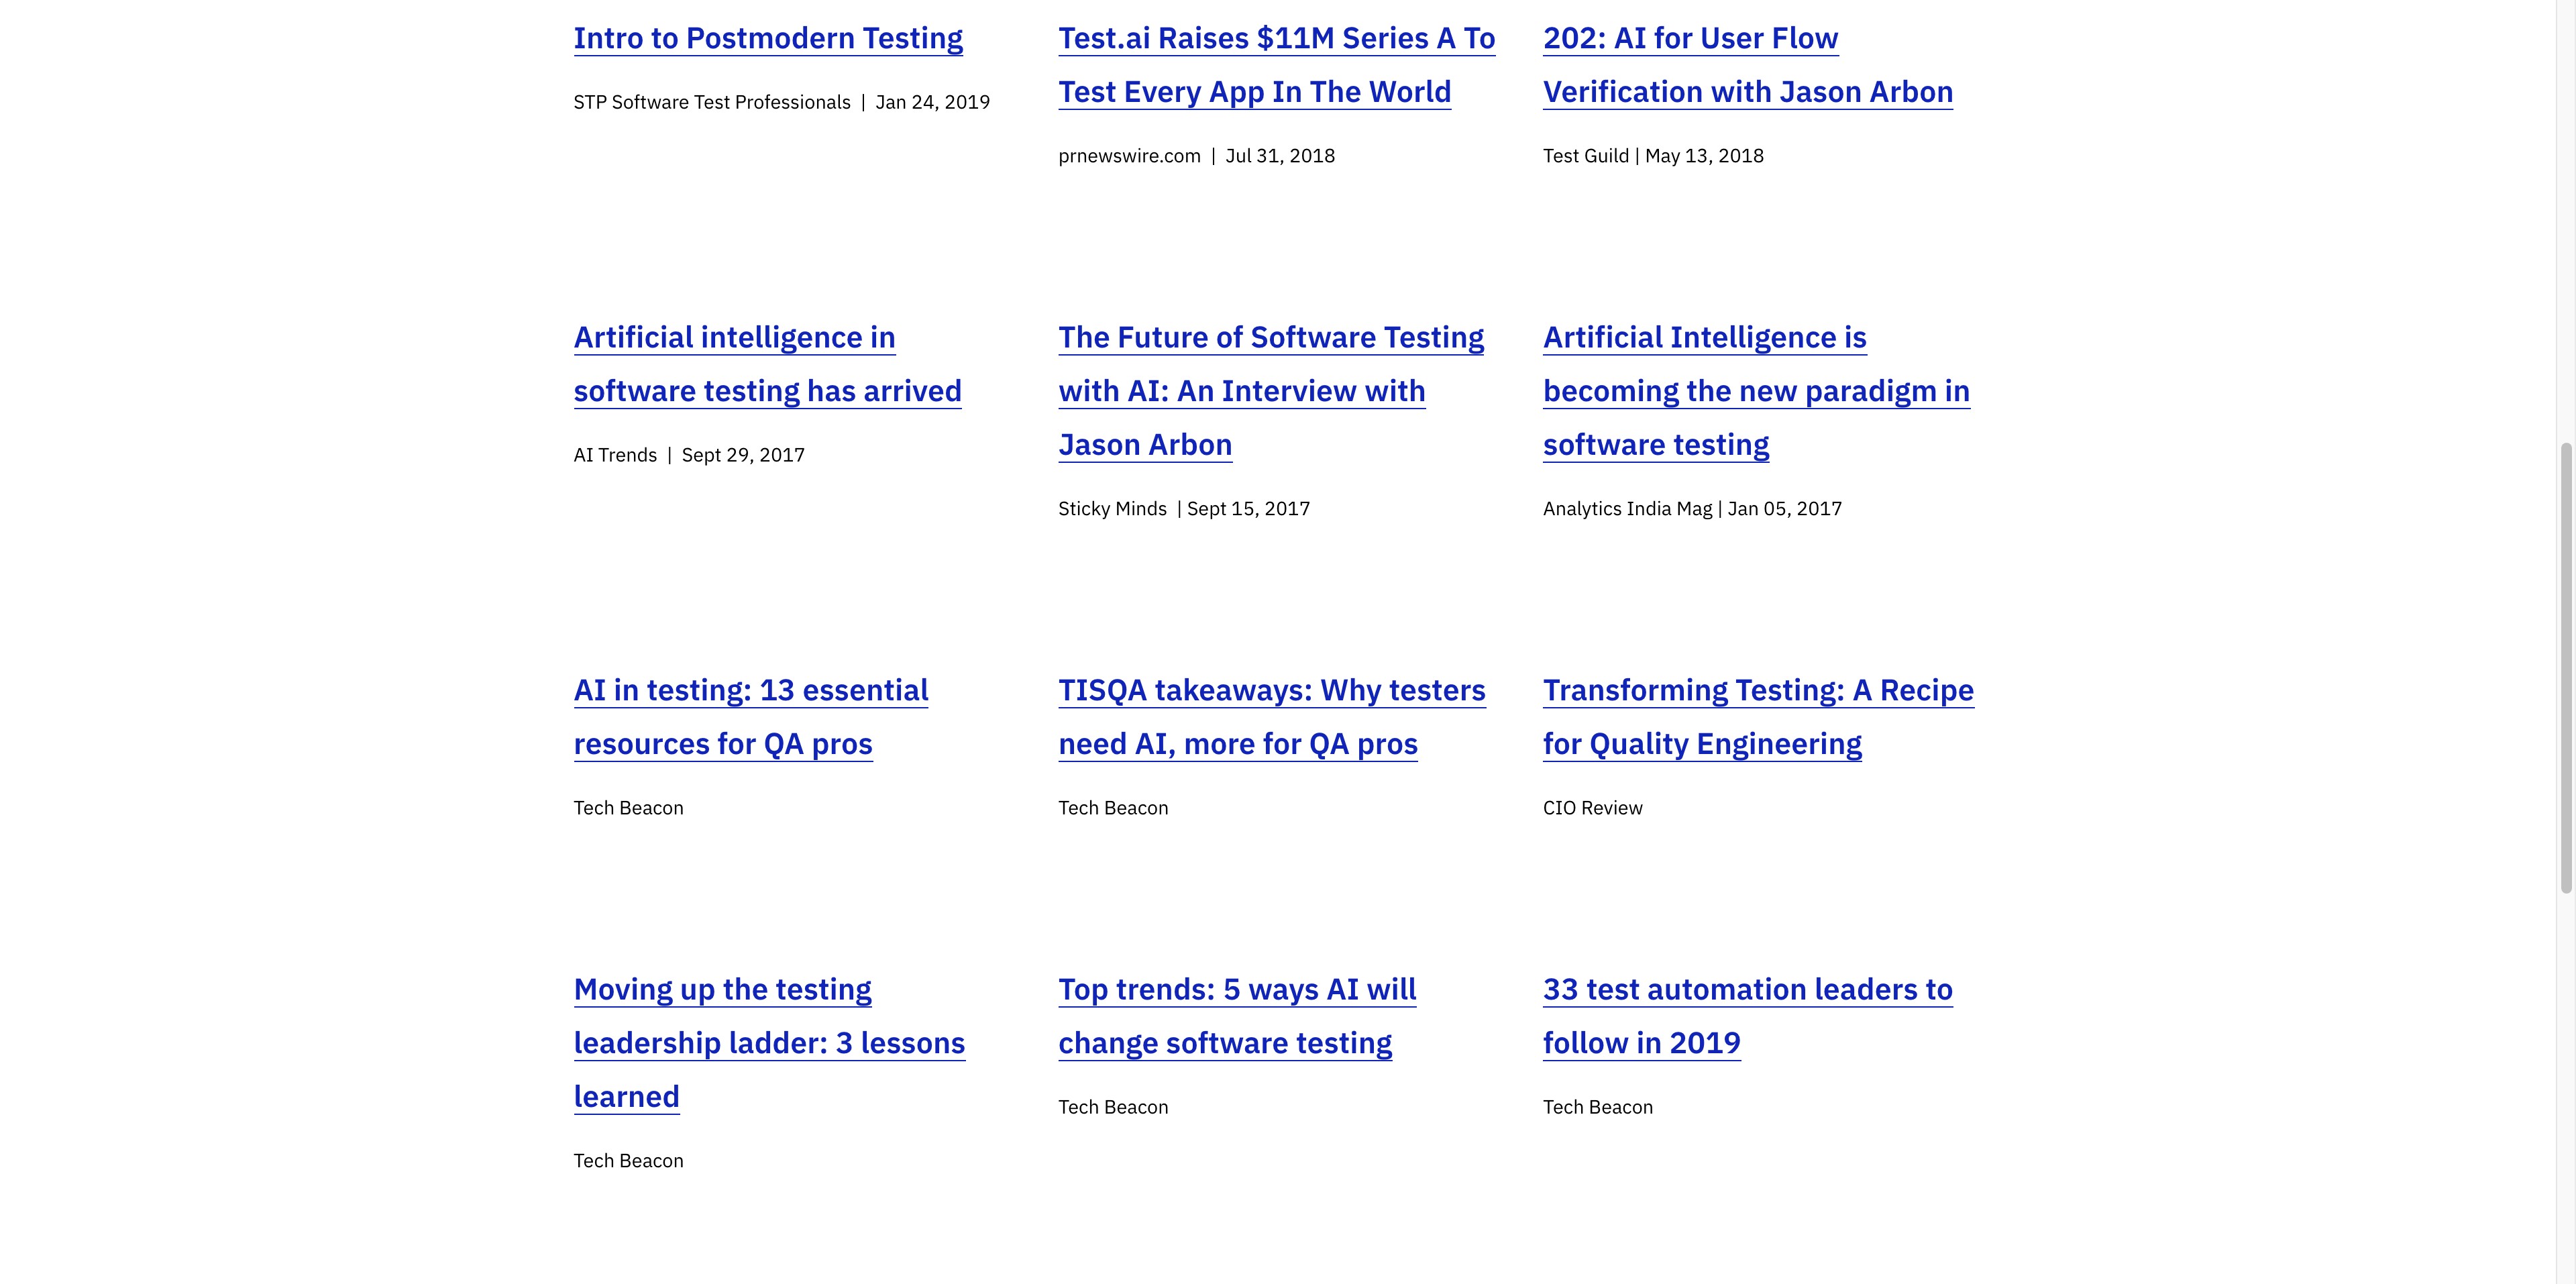 Intro to Postmodern Testing
STP Software Test Professionals | Jan 24, 2019
Test.ai Raises $11M Series A To
Test Every App In The World
prnewswire.com | Jul 31, 2018
202: AI for User Flow
Verification with Jason Arbon
Test Guild | May 13, 2018
Artificial intelligence in
software testing has arrived
AI Trends | Sept 29, 2017
The Future of Software Testing
with AI: An Interview with
Jason Arbon
Sticky Minds | Sept 15, 2017
Artificial Intelligence is
becoming the new paradigm in
software testing
Analytics India Mag | Jan 05, 2017
AI in testing: 13 essential
resources for QA pros
Tech Beacon
TISQA takeaways: Why testers
need AI, more for QA pros
Tech Beacon
Transforming Testing: A Recipe
for Quality Engineering
CIO Review
Moving up the testing
leadership ladder: 3 lessons
learned
Tech Beacon
Top trends: 5 ways AI will
change software testing
Tech Beacon
33 test automation leaders to
follow in 2019
Tech Beacon